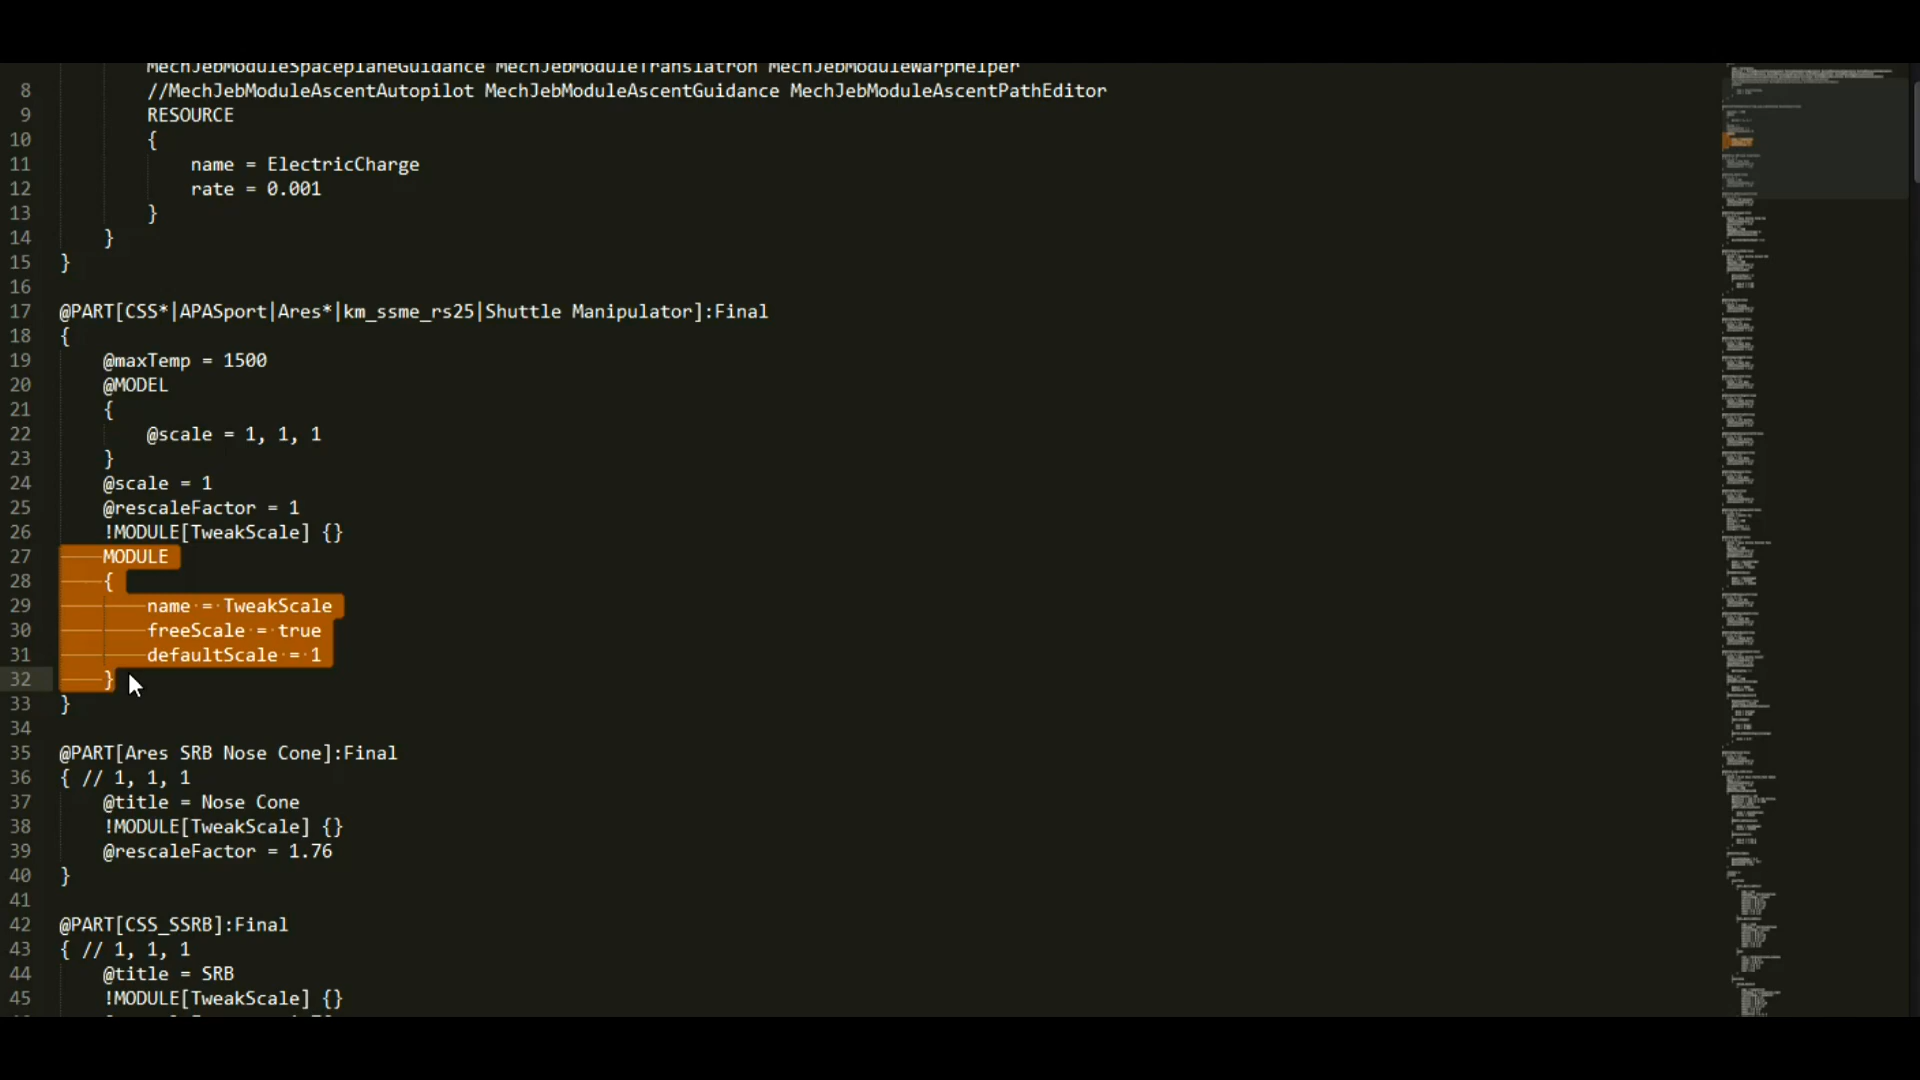 MechJebModuleSpaceplaneGuidance MechJebModuleTranslatron MechJebModuleWarpHelper
8 //MechJebModuleAscentAutopilot MechJebModuleAscentGuidance MechJebModuleAscentPathEditor
9 RESOURCE
10 {
11 name = ElectricCharge
12 rate = 0.001
13 }
14 }
15 }
16
17 @PART[CSS*|APASport|Ares*|km_ssme_rs25|Shuttle Manipulator]:Final
18 {
19 @maxTemp = 1500
20 @MODEL
21 {
22 @scale = 1, 1, 1
23 }
24 @scale = 1
25 @rescaleFactor = 1
26 !MODULE[TweakScale] {}
27 MODULE
28 {
29 name = TweakScale
30 freeScale = true
31 defaultScale = 1
32 }
33 }
34
35 @PART[Ares SRB Nose Cone]:Final
36 { // 1, 1, 1
37 @title = Nose Cone
38 !MODULE[TweakScale] {}
39 @rescaleFactor = 1.76
40 }
41
42 @PART[CSS_SSRB]:Final
43 { // 1, 1, 1
44 @title = SRB
45 !MODULE[TweakScale] {}